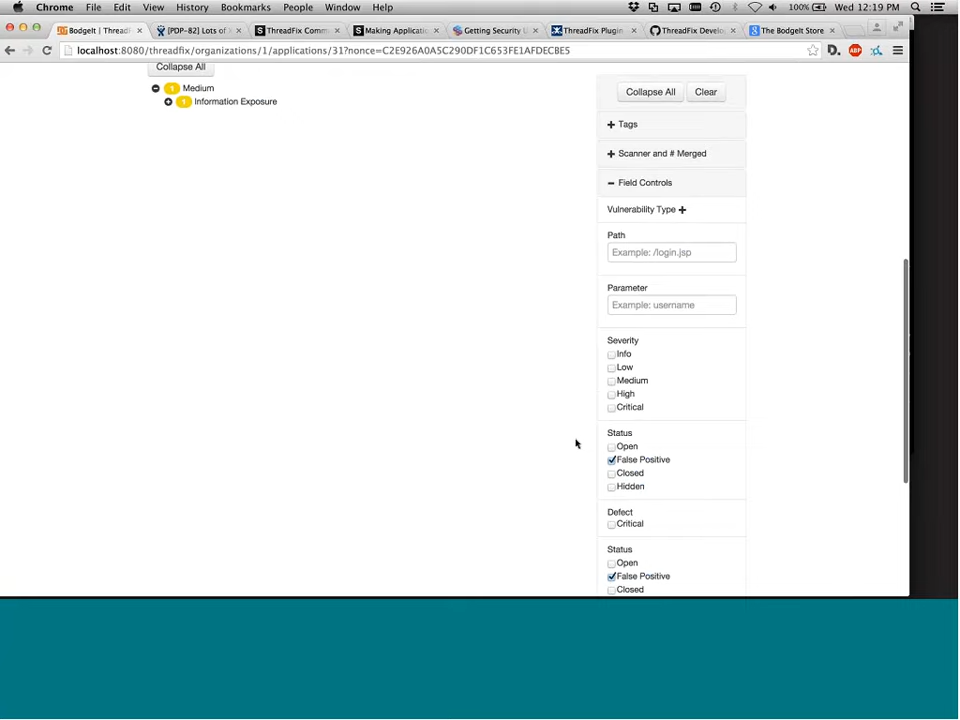 Chrome File Edit View History Bookmarks People Window Help 100% Wed 12:19 PM
BodgeIt | ThreadF
[PDP-82] Lots of
ThreadFix Comm
Making Applicatio
Getting Security U
ThreadFix Plugin
ThreadFix Develo
The BodgeIt Store
localhost:8080/threadfix/organizations/1/applications/31?nonce=C2E926A0A5C290DF1C653FE1AFDECBE5
D.
ABP
Collapse All
1 Medium
1 Information Exposure
Collapse All Clear
Tags
Scanner and # Merged
Field Controls
Vulnerability Type
Path
Example: /login.jsp
Parameter
Example: username
Severity
Info
Low
Medium
High
Critical
Status
Open
False Positive
Closed
Hidden
Defect
Critical
Status
Open
False Positive
Closed